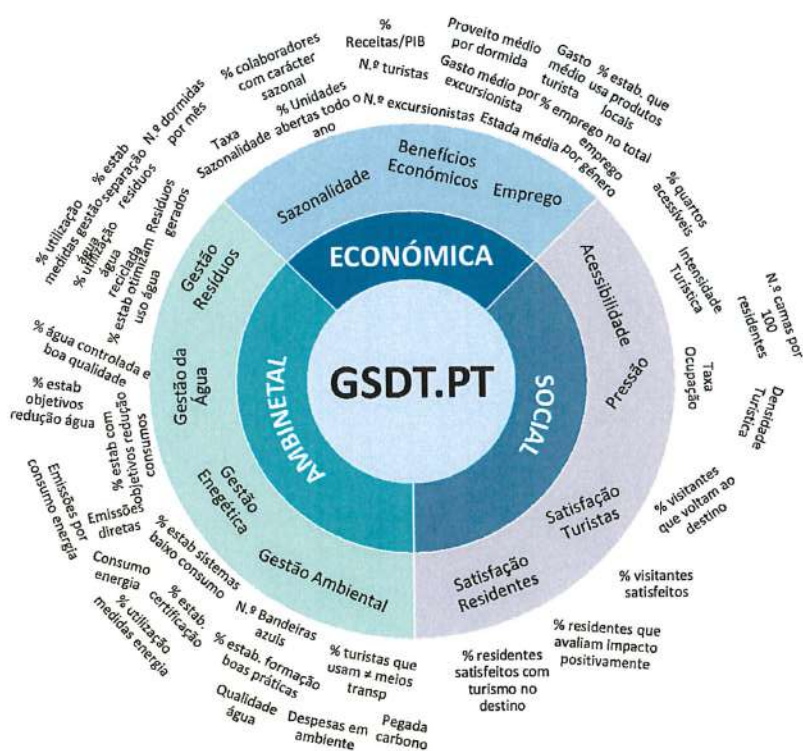 GSDT.PT
ECONÓMICA
SOCIAL
AMBINETAL
Sazonalidade
Benefícios
Económicos
Emprego
Acessibilidade
Pressão
Satisfação
Turistas
Satisfação
Residentes
Gestão Ambiental
Gestão
Enegética
Gestão da
Água
Gestão
Resíduos
Taxa
Sazonalidade
% Unidades
abertas todo o
ano
N.º dormidas
por mês
% colaboradores
com carácter
sazonal
%
Receitas/PIB
N.º turistas
N.º excursionistas
Proveito médio
por dormida
Gasto
médio
turista
Gasto médio por
excursionista
Estada média
% estab. que
usa produtos
locais
% emprego no total
emprego
por género
% quartos
acessíveis
Intensidade
Turística
N.º camas por
100
residentes
Taxa
Ocupação
Densidade
Turística
% visitantes
que voltam ao
destino
% visitantes
satisfeitos
% residentes que
avaliam impacto
positivamente
% residentes
satisfeitos com
turismo no
destino
% turistas que
usam ≠ meios
transp
Pegada
carbono
Despesas em
ambiente
Qualidade
água
N.º Bandeiras
azuis
% estab. formação
boas práticas
% estab.
certificação
% estab sistemas
baixo consumo
% utilização
medidas energia
Consumo
energia
Emissões
diretas
Emissões por
consumo energia
% estab com
objetivos redução
consumos
% estab
objetivos
redução água
% água controlada e
boa qualidade
% estab otimizam
uso água
% utilização
água
reciclada
% utilização
medidas gestão
água
% estab
separação
resíduos
Resíduos
gerados